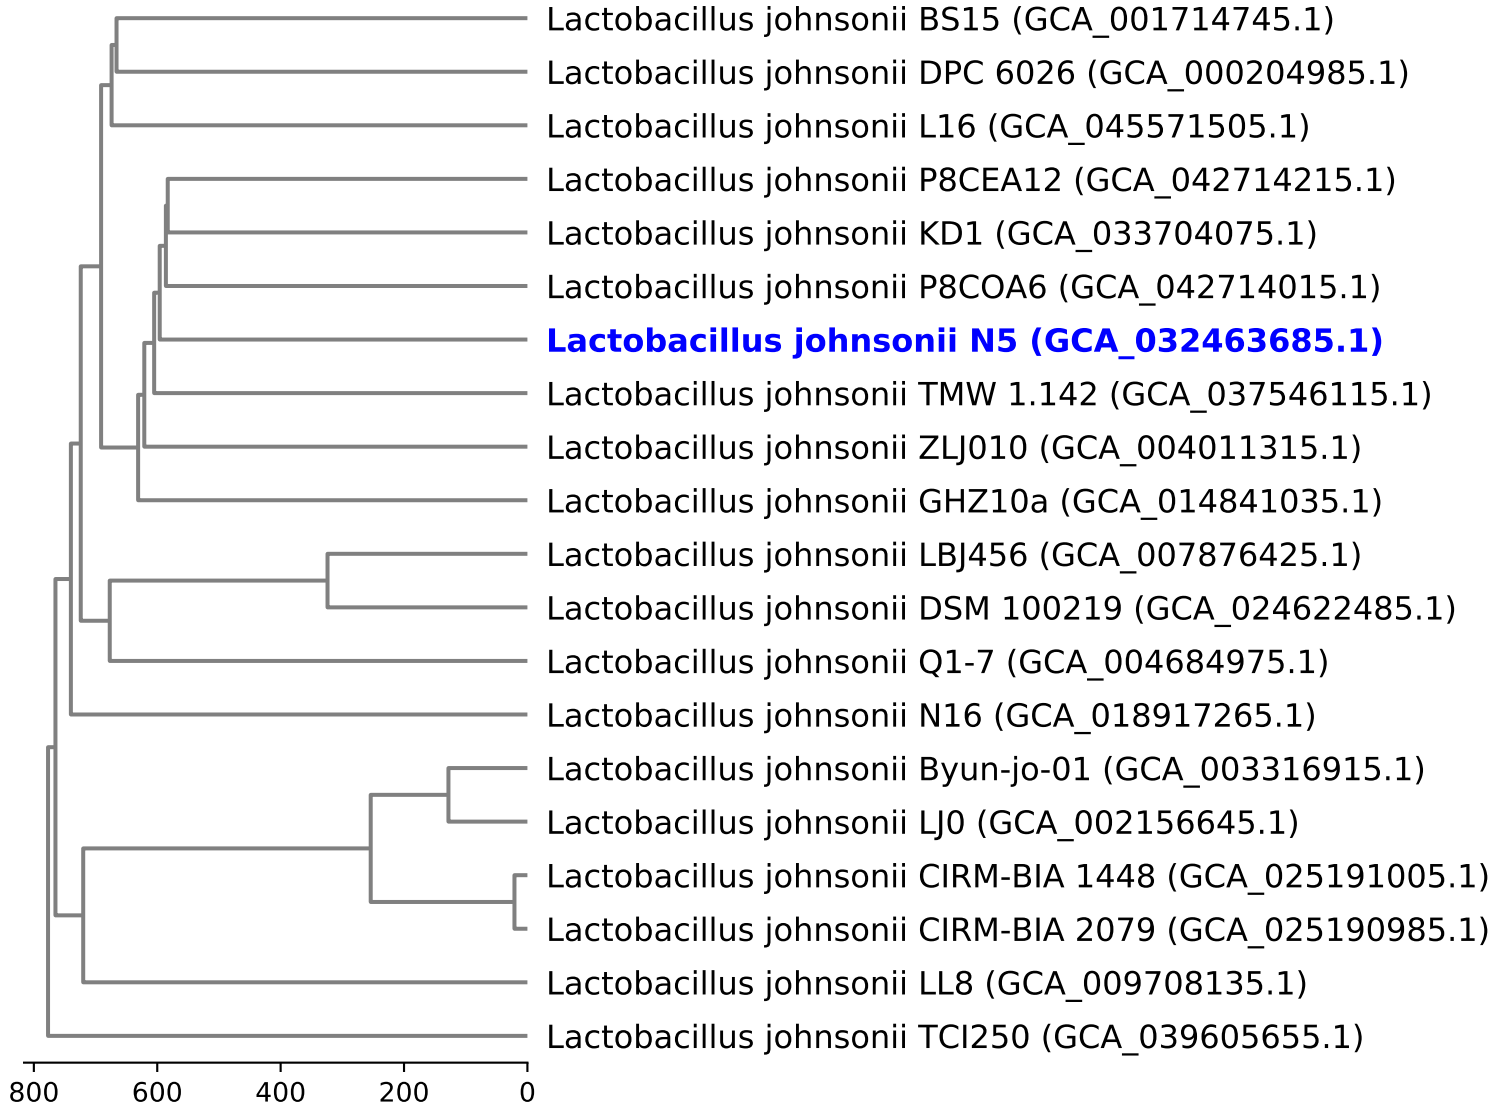 Lactobacillus johnsonii BS15 (GCA_001714745.1)
Lactobacillus johnsonii DPC 6026 (GCA_000204985.1)
Lactobacillus johnsonii L16 (GCA_045571505.1)
Lactobacillus johnsonii P8CEA12 (GCA_042714215.1)
Lactobacillus johnsonii KD1 (GCA_033704075.1)
Lactobacillus johnsonii P8COA6 (GCA_042714015.1)
Lactobacillus johnsonii N5 (GCA_032463685.1)
Lactobacillus johnsonii TMW 1.142 (GCA_037546115.1)
Lactobacillus johnsonii ZLJ010 (GCA_004011315.1)
Lactobacillus johnsonii GHZ10a (GCA_014841035.1)
Lactobacillus johnsonii LBJ456 (GCA_007876425.1)
Lactobacillus johnsonii DSM 100219 (GCA_024622485.1)
Lactobacillus johnsonii Q1-7 (GCA_004684975.1)
Lactobacillus johnsonii N16 (GCA_018917265.1)
Lactobacillus johnsonii Byun-jo-01 (GCA_003316915.1)
Lactobacillus johnsonii LJ0 (GCA_002156645.1)
Lactobacillus johnsonii CIRM-BIA 1448 (GCA_025191005.1)
Lactobacillus johnsonii CIRM-BIA 2079 (GCA_025190985.1)
Lactobacillus johnsonii LL8 (GCA_009708135.1)
Lactobacillus johnsonii TCI250 (GCA_039605655.1)
800 600 400 200 0